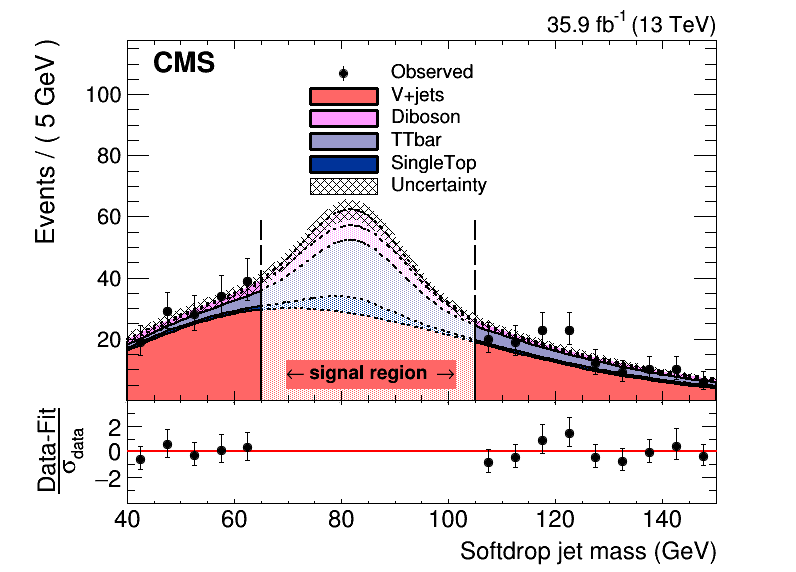 35.9 fb⁻¹ (13 TeV)
CMS
Events / ( 5 GeV )
Observed
V+jets
Diboson
TTbar
SingleTop
Uncertainty
100
80
60
40
20
← signal region →
Data-Fit
σdata
2
0
−2
40 60 80 100 120 140
Softdrop jet mass (GeV)